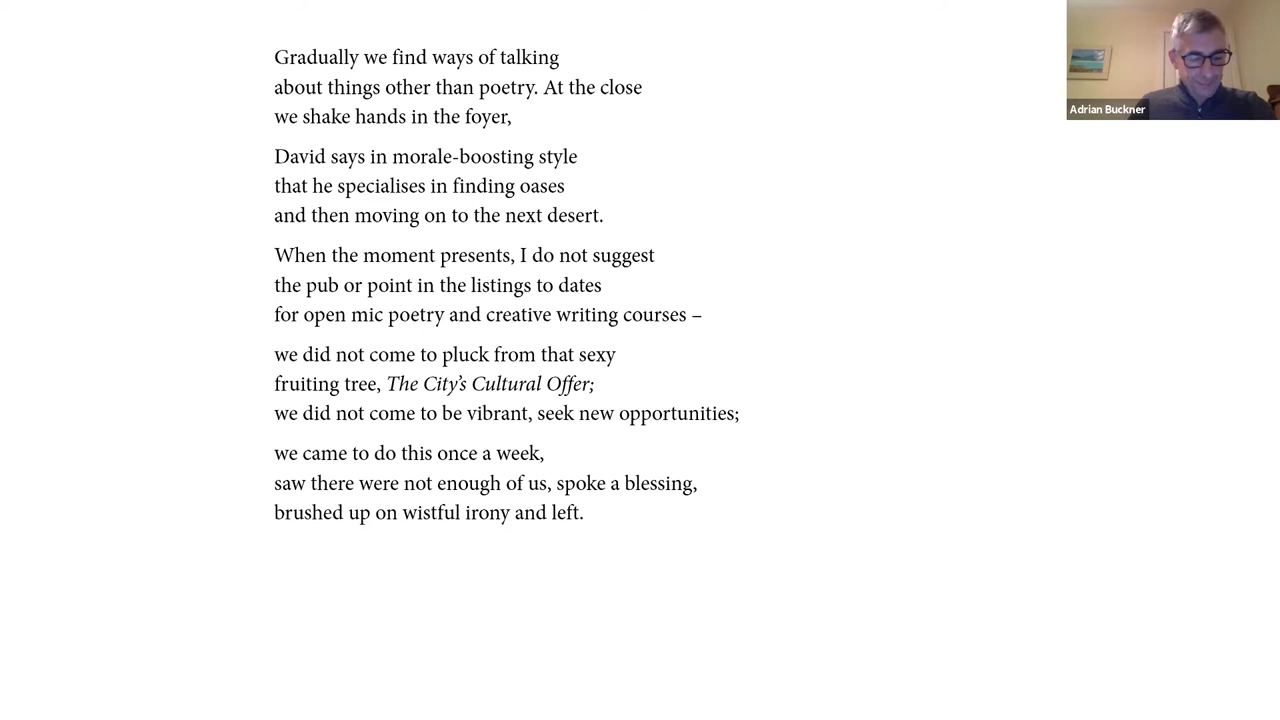 Gradually we find ways of talking
about things other than poetry. At the close
we shake hands in the foyer,
David says in morale-boosting style
that he specialises in finding oases
and then moving on to the next desert.
When the moment presents, I do not suggest
the pub or point in the listings to dates
for open mic poetry and creative writing courses –
we did not come to pluck from that sexy
fruiting tree, The City’s Cultural Offer;
we did not come to be vibrant, seek new opportunities;
we came to do this once a week,
saw there were not enough of us, spoke a blessing,
brushed up on wistful irony and left.
Adrian Buckner